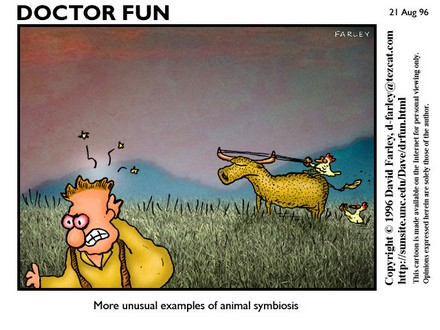 DOCTOR FUN
21 Aug 96
FARLEY
Copyright © 1996 David Farley, d-farley@tezcat.com
http://sunsite.unc.edu/Dave/drfun.html
This cartoon is made available on the Internet for personal viewing only.
Opinions expressed herein are solely those of the author.
More unusual examples of animal symbiosis